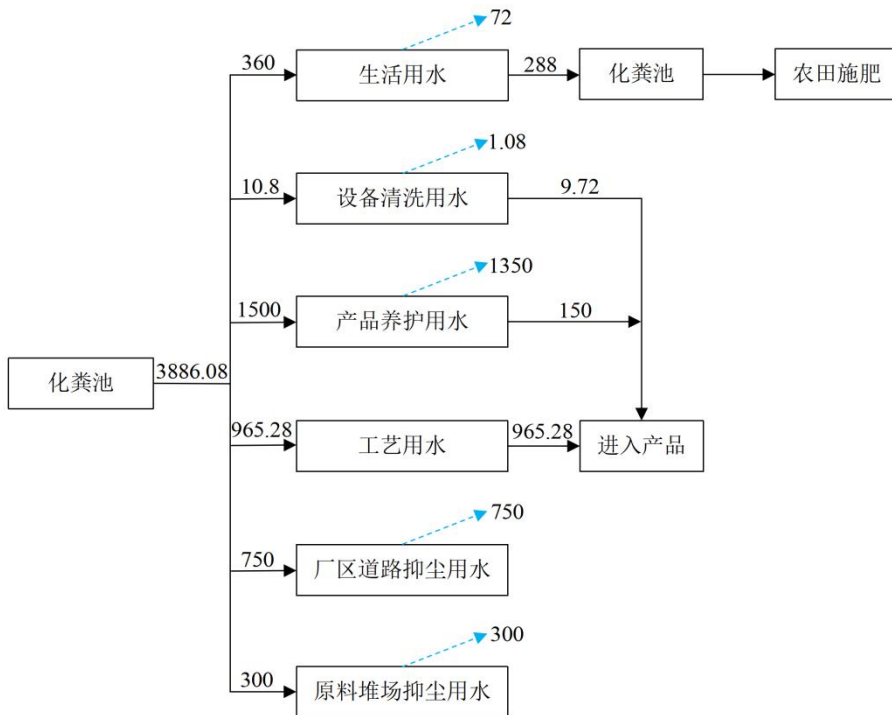 72
360
生活用水
288
化粪池
农田施肥
1.08
10.8
设备清洗用水
9.72
1350
1500
产品养护用水
150
化粪池
3886.08
965.28
工艺用水
965.28
进入产品
750
750
厂区道路抑尘用水
300
300
原料堆场抑尘用水